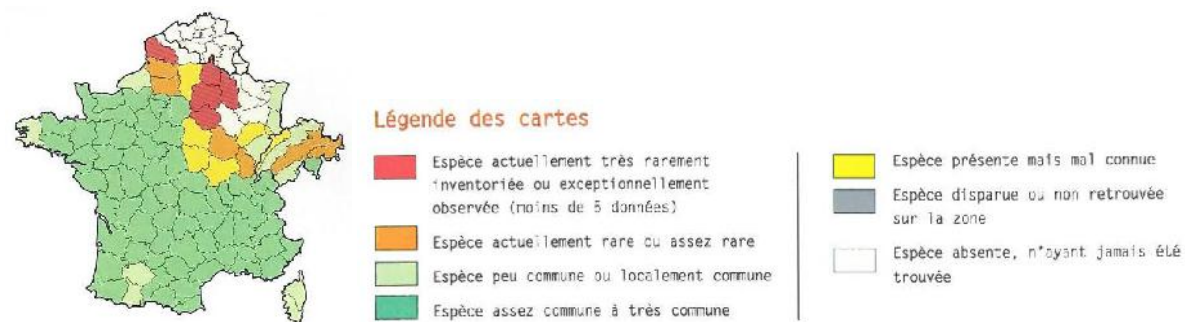 Légende des cartes
Espèce actuellement très rarement
inventoriée ou exceptionnellement
observée (moins de 5 données)
Espèce actuellement rare ou assez rare
Espèce peu commune ou localement commune
Espèce assez commune à très commune
Espèce présente mais mal connue
Espèce disparue ou non retrouvée
sur la zone
Espèce absente, n'ayant jamais été
trouvée